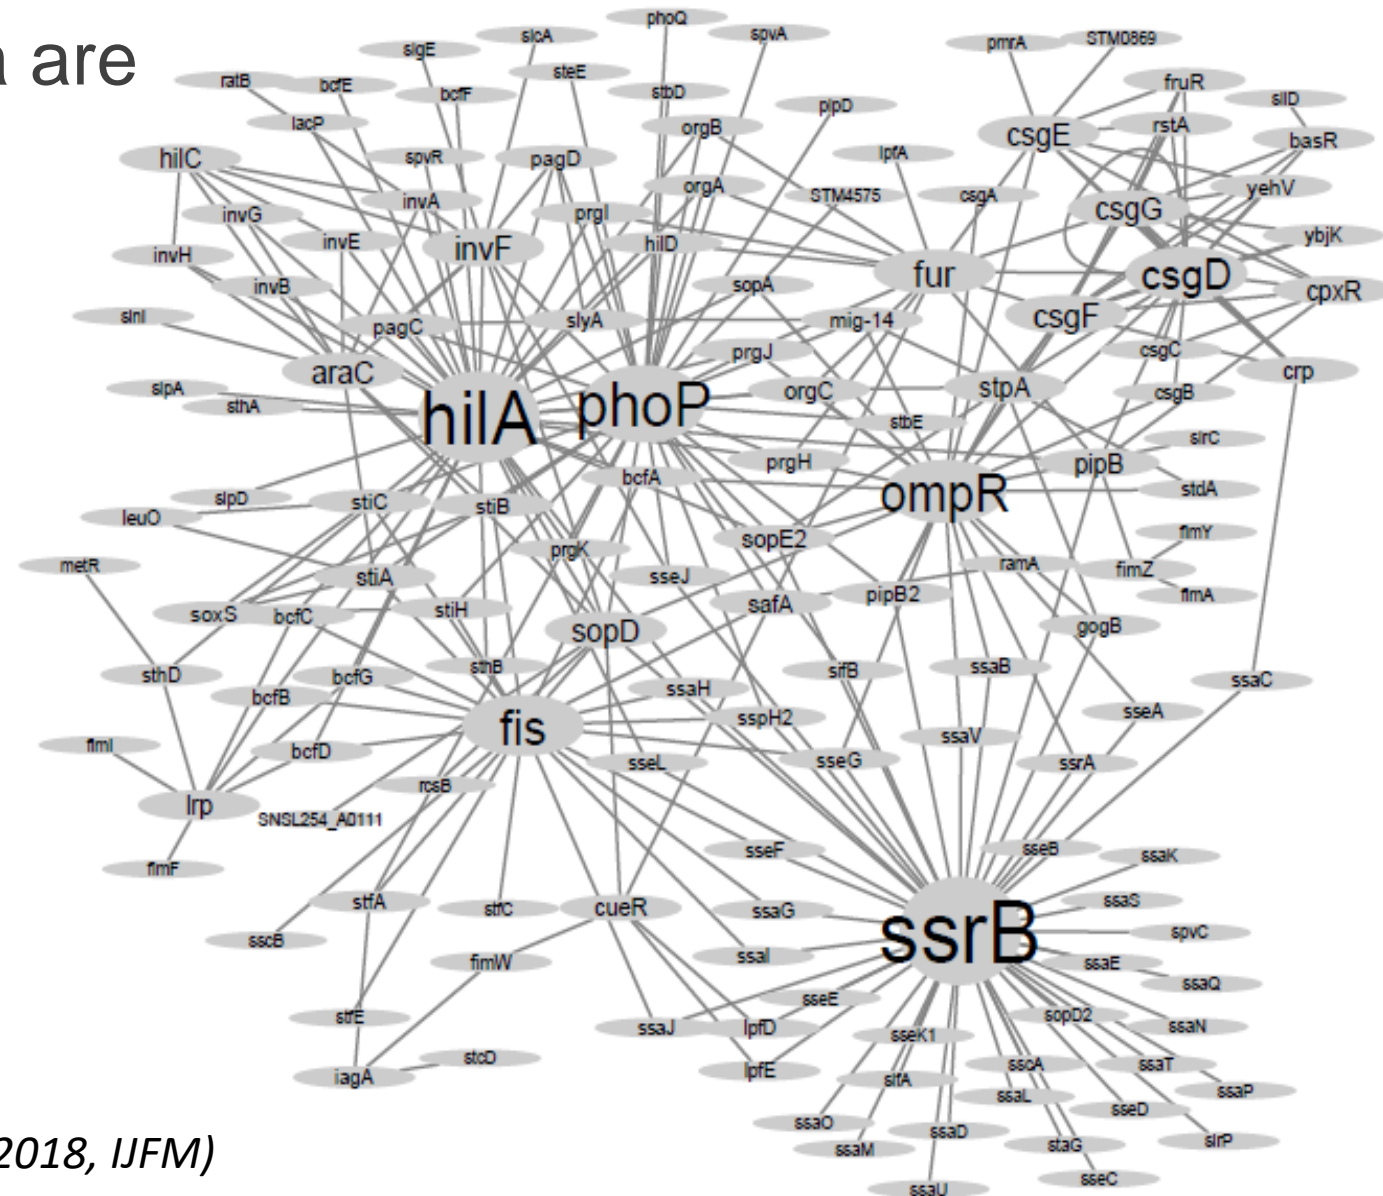 a are
phoQ
slcA
spvA
pmrA
STM0869
sigE
ratB
bcfE
steE
fruR
bcfF
stbD
pipD
silD
lacP
orgB
csgE
rstA
basR
hilC
spvR
pagD
lpfA
invA
orgA
STM4575
csgA
yehV
invG
prgI
csgG
invE
invF
hilD
ybjK
invH
fur
csgD
invB
sopA
cpxR
sinI
pagC
slyA
mig-14
csgF
prgJ
csgC
araC
crp
sipA
hilA
phoP
orgC
stpA
csgB
sthA
stbE
sirC
prgH
pipB
bcfA
stdA
sipD
stiC
stiB
ompR
leuO
fimY
prgK
sopE2
metR
stiA
sseJ
ramA
fimZ
pipB2
fimA
soxS
bcfC
stiH
safA
sopD
gogB
sthD
bcfG
sthB
sifB
ssaB
ssaC
bcfB
ssaH
sseA
sspH2
fis
fimI
bcfD
ssaV
sseL
sseG
ssrA
rcsB
lrp
SNSL254_A0111
sseF
sseB
ssaK
fimF
stfA
stfC
cueR
ssaG
ssaS
sscB
ssrB
spvC
fimW
ssaI
ssaE
ssaQ
sseE
stfE
ssaJ
lpfD
sseK1
sopD2
ssaN
stcD
iagA
lpfE
sifA
sscA
ssaT
ssaL
ssaP
sseD
ssaO
ssaM
ssaD
staG
slrP
sseC
ssaU
2018, IJFM)